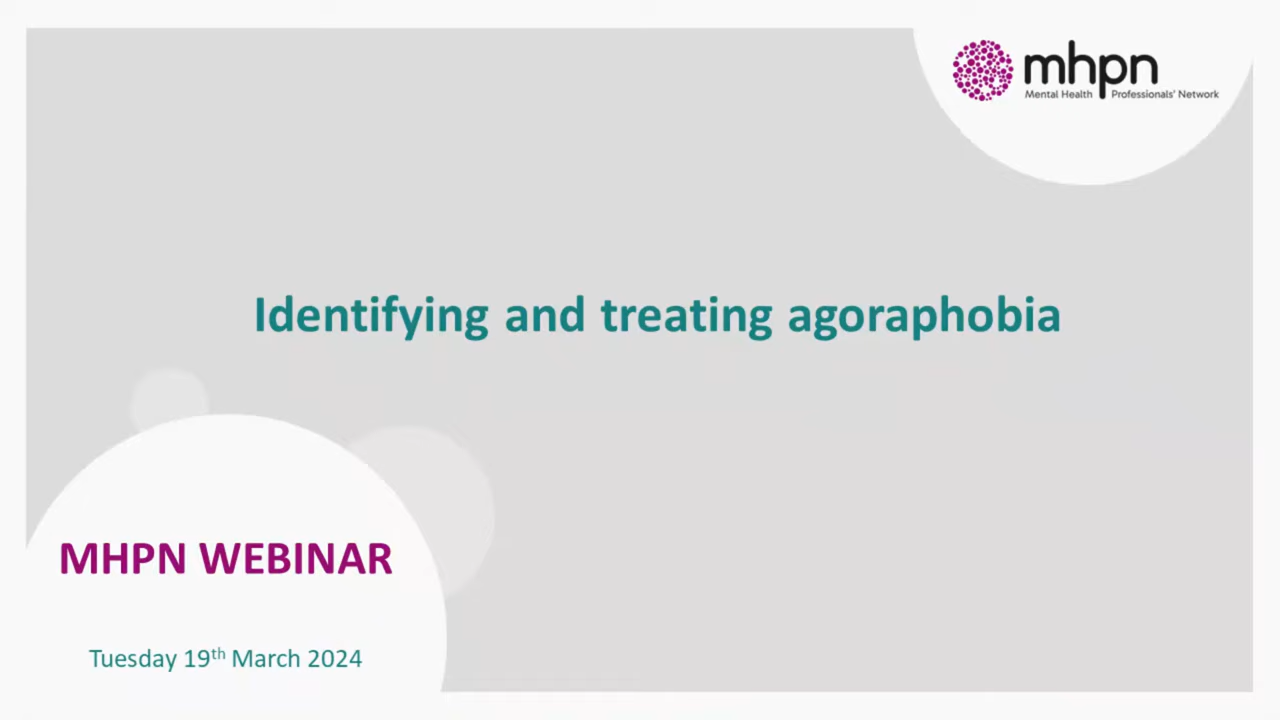 mhpn
Mental Health Professionals' Network
Identifying and treating agoraphobia
MHPN WEBINAR
Tuesday 19th March 2024